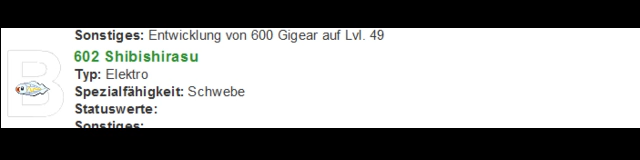 Sonstiges: Entwicklung von 600 Gigear auf Lvl. 49
602 Shibishirasu
Typ: Elektro
Spezialfähigkeit: Schwebe
Statuswerte:
Sonstiges: